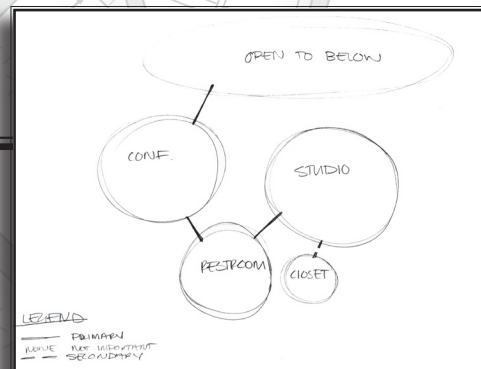 OPEN TO BELOW
CONF.
STUDIO
RESTROOM
CLOSET
LEGEND
PRIMARY
NONE NOT IMPORTANT
SECONDARY